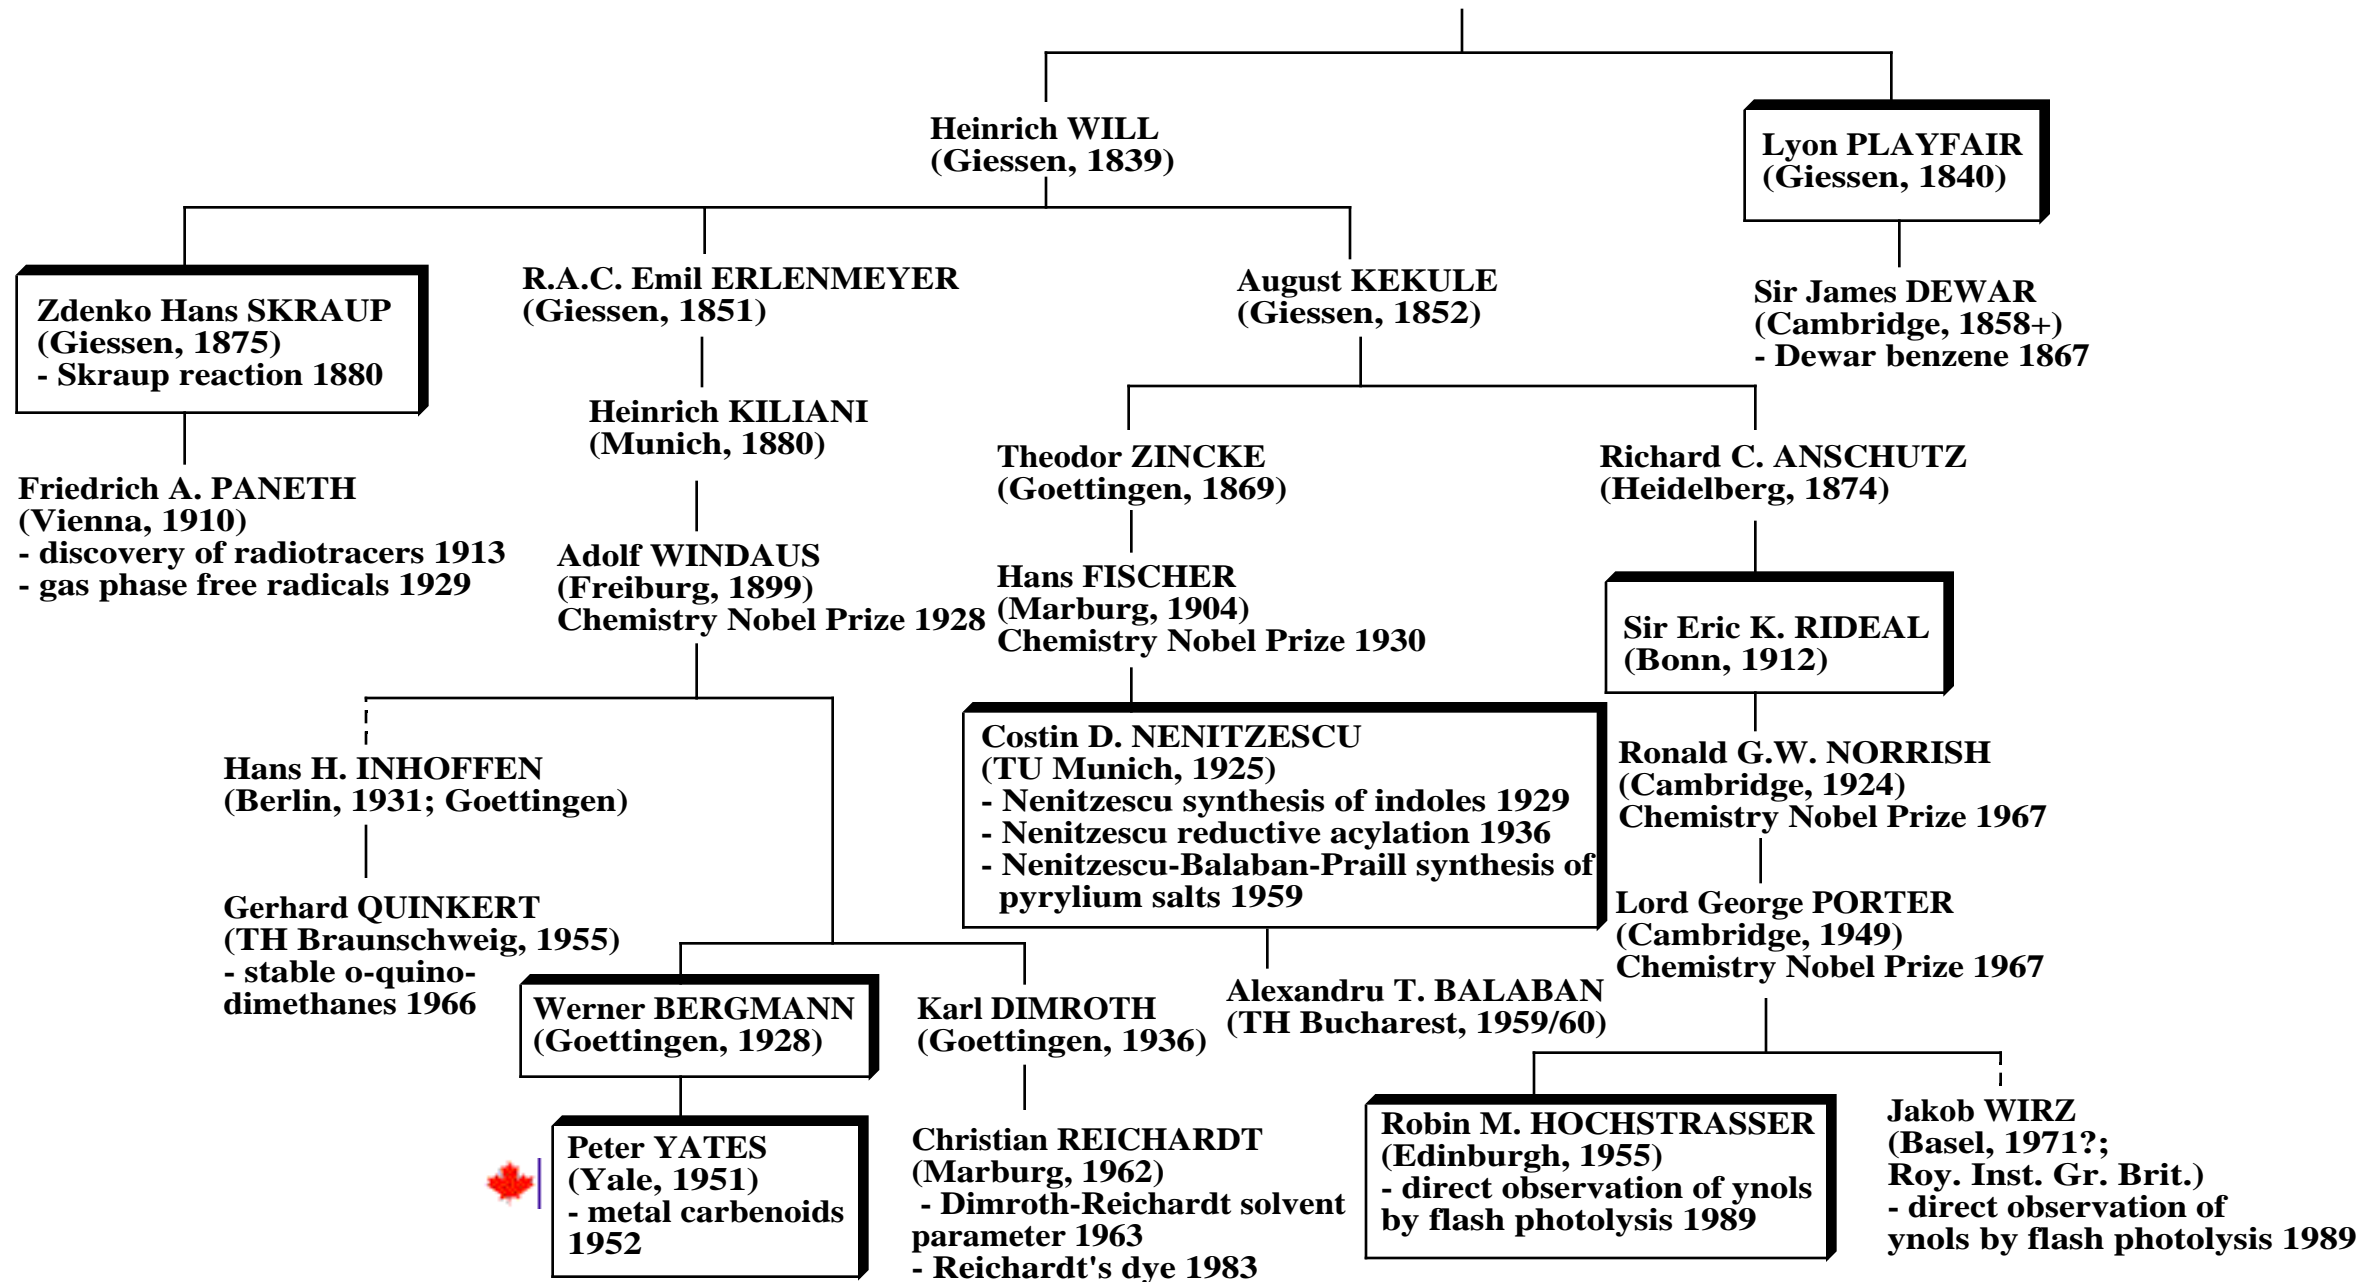 Heinrich WILL
(Giessen, 1839)
Lyon PLAYFAIR
(Giessen, 1840)
Zdenko Hans SKRAUP
(Giessen, 1875)
- Skraup reaction 1880
R.A.C. Emil ERLENMEYER
(Giessen, 1851)
August KEKULE
(Giessen, 1852)
Sir James DEWAR
(Cambridge, 1858+)
- Dewar benzene 1867
Heinrich KILIANI
(Munich, 1880)
Theodor ZINCKE
(Goettingen, 1869)
Richard C. ANSCHUTZ
(Heidelberg, 1874)
Friedrich A. PANETH
(Vienna, 1910)
- discovery of radiotracers 1913
- gas phase free radicals 1929
Adolf WINDAUS
(Freiburg, 1899)
Chemistry Nobel Prize 1928
Hans FISCHER
(Marburg, 1904)
Chemistry Nobel Prize 1930
Sir Eric K. RIDEAL
(Bonn, 1912)
Hans H. INHOFFEN
(Berlin, 1931; Goettingen)
Costin D. NENITZESCU
(TU Munich, 1925)
- Nenitzescu synthesis of indoles 1929
- Nenitzescu reductive acylation 1936
- Nenitzescu-Balaban-Praill synthesis of
pyrylium salts 1959
Ronald G.W. NORRISH
(Cambridge, 1924)
Chemistry Nobel Prize 1967
Gerhard QUINKERT
(TH Braunschweig, 1955)
- stable o-quino-
dimethanes 1966
Lord George PORTER
(Cambridge, 1949)
Chemistry Nobel Prize 1967
Werner BERGMANN
(Goettingen, 1928)
Karl DIMROTH
(Goettingen, 1936)
Alexandru T. BALABAN
(TH Bucharest, 1959/60)
Peter YATES
(Yale, 1951)
- metal carbenoids
1952
Christian REICHARDT
(Marburg, 1962)
- Dimroth-Reichardt solvent
parameter 1963
- Reichardt's dye 1983
Robin M. HOCHSTRASSER
(Edinburgh, 1955)
- direct observation of ynols
by flash photolysis 1989
Jakob WIRZ
(Basel, 1971?;
Roy. Inst. Gr. Brit.)
- direct observation of
ynols by flash photolysis 1989